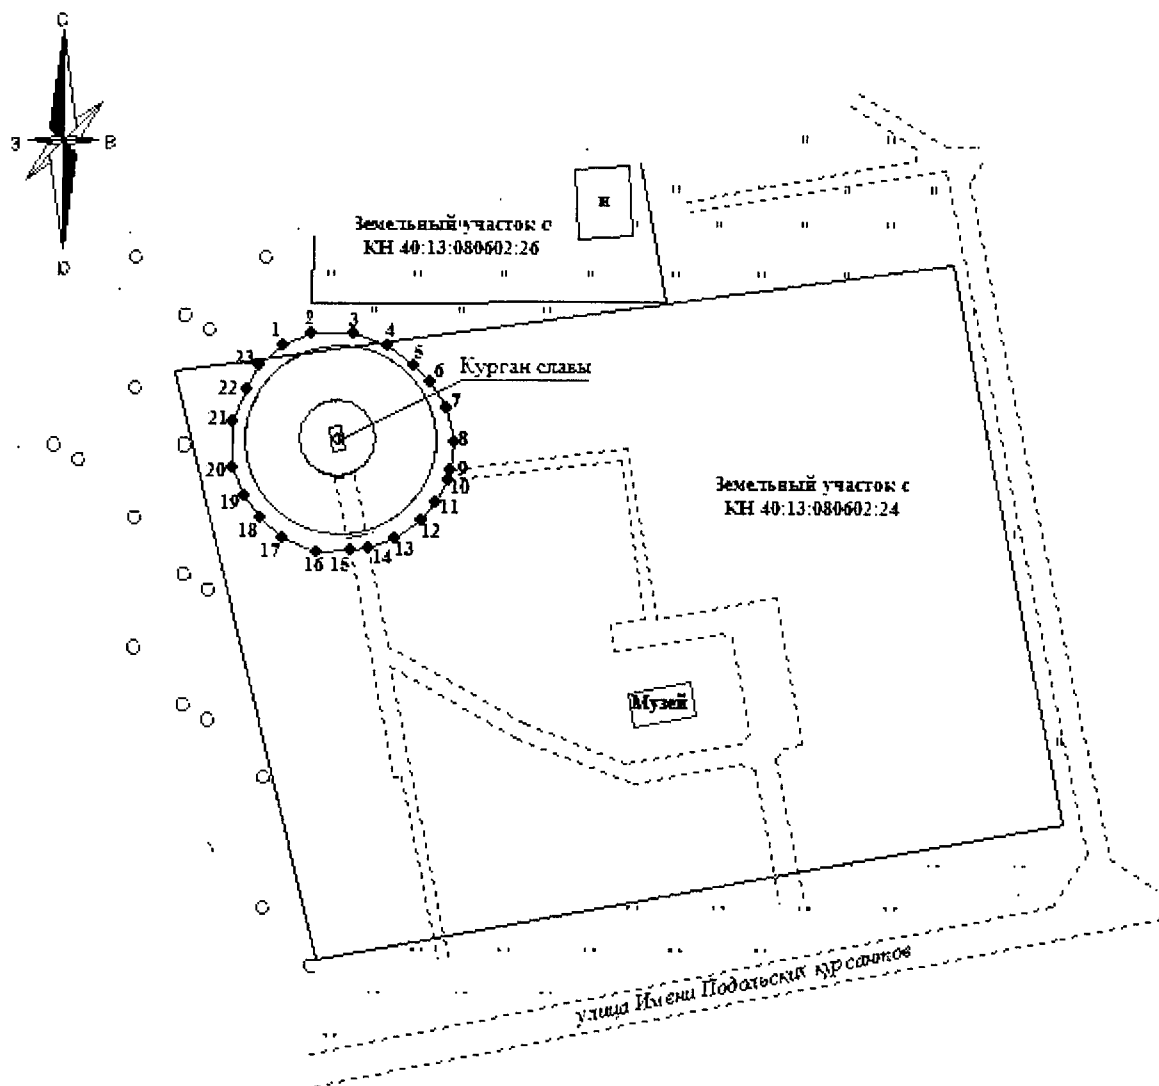 С
З
В
Ю
н
Земельный участок с
КН 40:13:080602:26
1
2
3
4
5
6
7
8
9
10
11
12
13
14
15
16
17
18
19
20
21
22
23
Курган славы
Земельный участок с
КН 40:13:080602:24
Музей
улица Имени Подольских курсантов